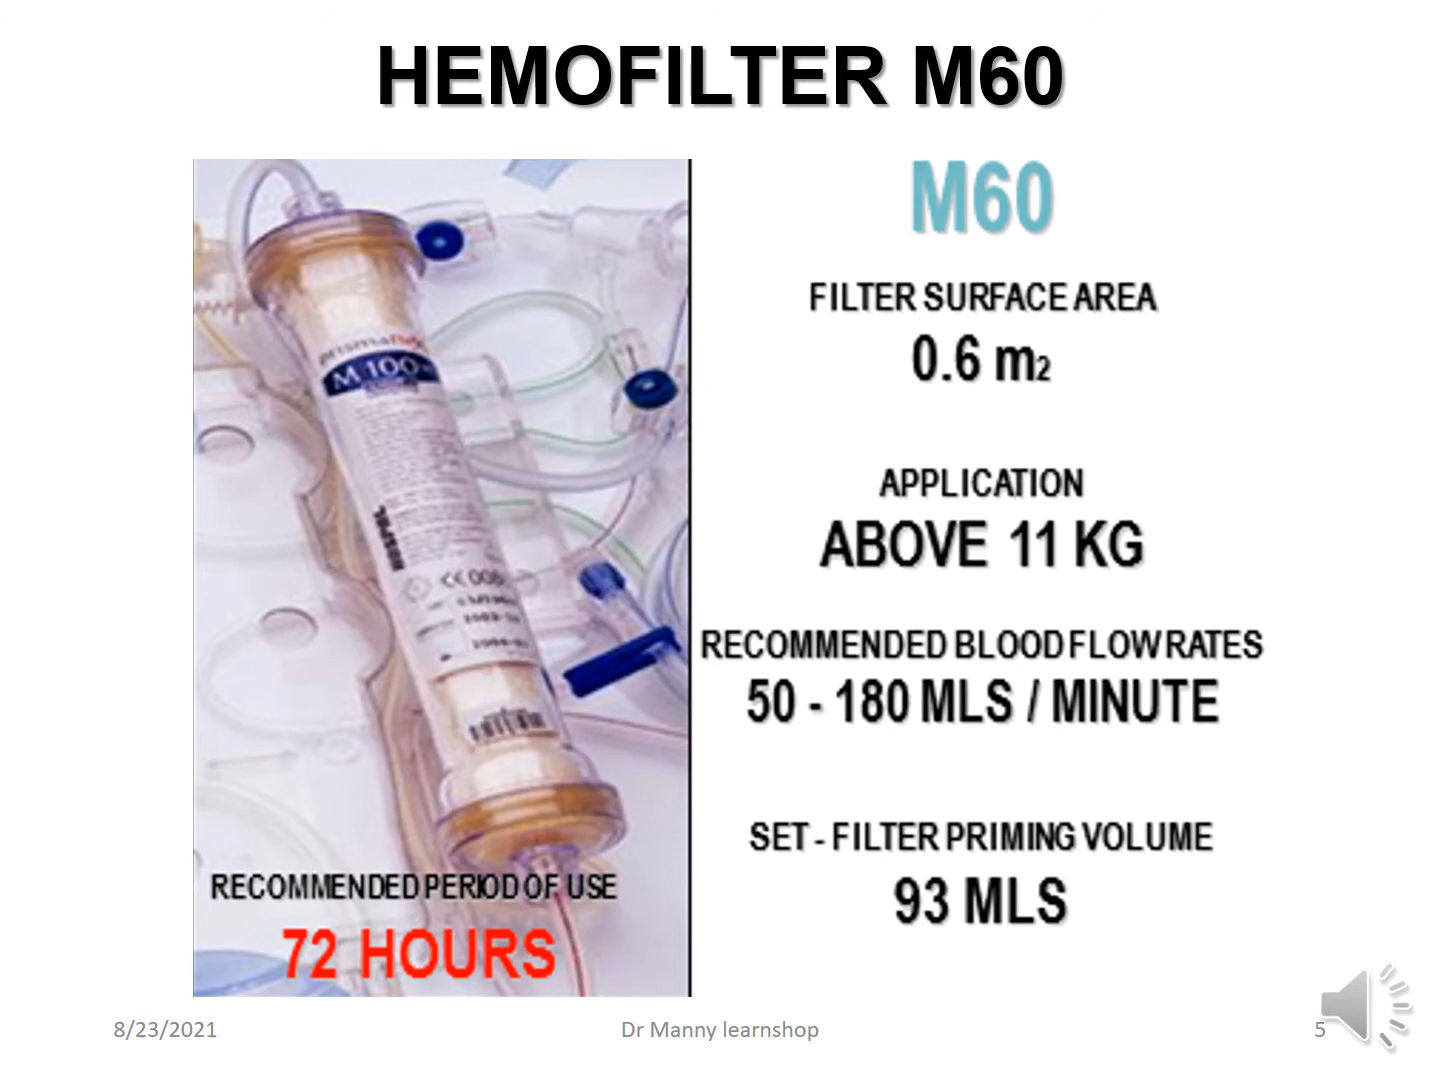 HEMOFILTER M60
M60
FILTER SURFACE AREA
0.6 m2
APPLICATION
ABOVE 11 KG
RECOMMENDED BLOOD FLOW RATES
50 - 180 MLS / MINUTE
SET - FILTER PRIMING VOLUME
93 MLS
M 100
HOSPAL
RECOMMENDED PERIOD OF USE
72 HOURS
8/23/2021
Dr Manny learnshop
5